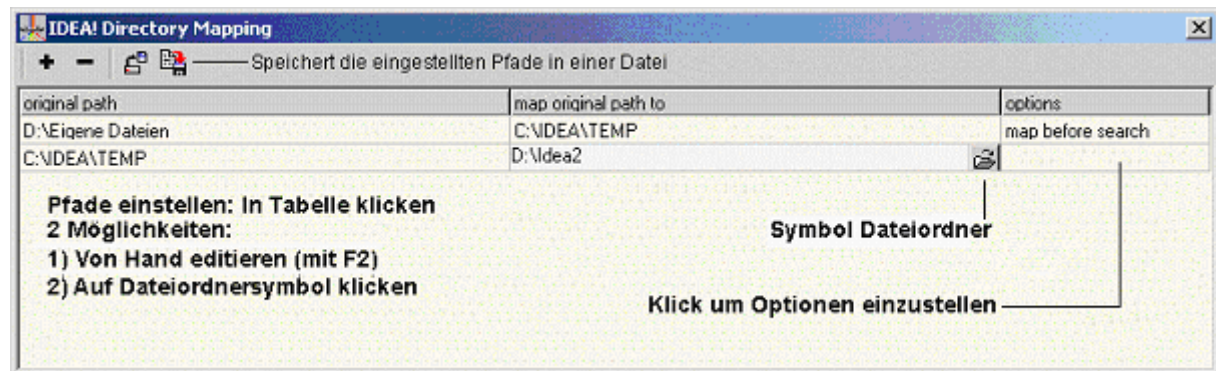 IDEA! Directory Mapping
Speichert die eingestellten Pfade in einer Datei
original path map original path to options
D:\Eigene Dateien C:\IDEA\TEMP map before search
C:\IDEA\TEMP D:\Idea2
Pfade einstellen: In Tabelle klicken
2 Möglichkeiten:
Symbol Dateiordner
1) Von Hand editieren (mit F2)
2) Auf Dateiordnersymbol klicken
Klick um Optionen einzustellen